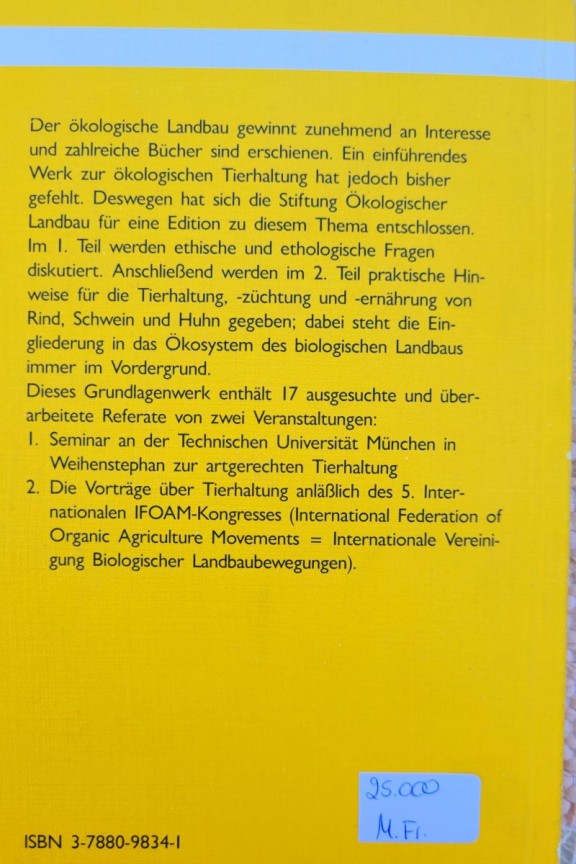 Der ökologische Landbau gewinnt zunehmend an Interesse
und zahlreiche Bücher sind erschienen. Ein einführendes
Werk zur ökologischen Tierhaltung hat jedoch bisher
gefehlt. Deswegen hat sich die Stiftung Ökologischer
Landbau für eine Edition zu diesem Thema entschlossen.
Im 1. Teil werden ethische und ethologische Fragen
diskutiert. Anschließend werden im 2. Teil praktische Hin-
weise für die Tierhaltung, -züchtung und -ernährung von
Rind, Schwein und Huhn gegeben; dabei steht die Ein-
gliederung in das Ökosystem des biologischen Landbaus
immer im Vordergrund.
Dieses Grundlagenwerk enthält 17 ausgesuchte und über-
arbeitete Referate von zwei Veranstaltungen:
1. Seminar an der Technischen Universität München in
Weihenstephan zur artgerechten Tierhaltung
2. Die Vorträge über Tierhaltung anläßlich des 5. Inter-
nationalen IFOAM-Kongresses (International Federation of
Organic Agriculture Movements = Internationale Vereini-
gung Biologischer Landbaubewegungen).
25.000
M. Fr.
ISBN 3-7880-9834-1